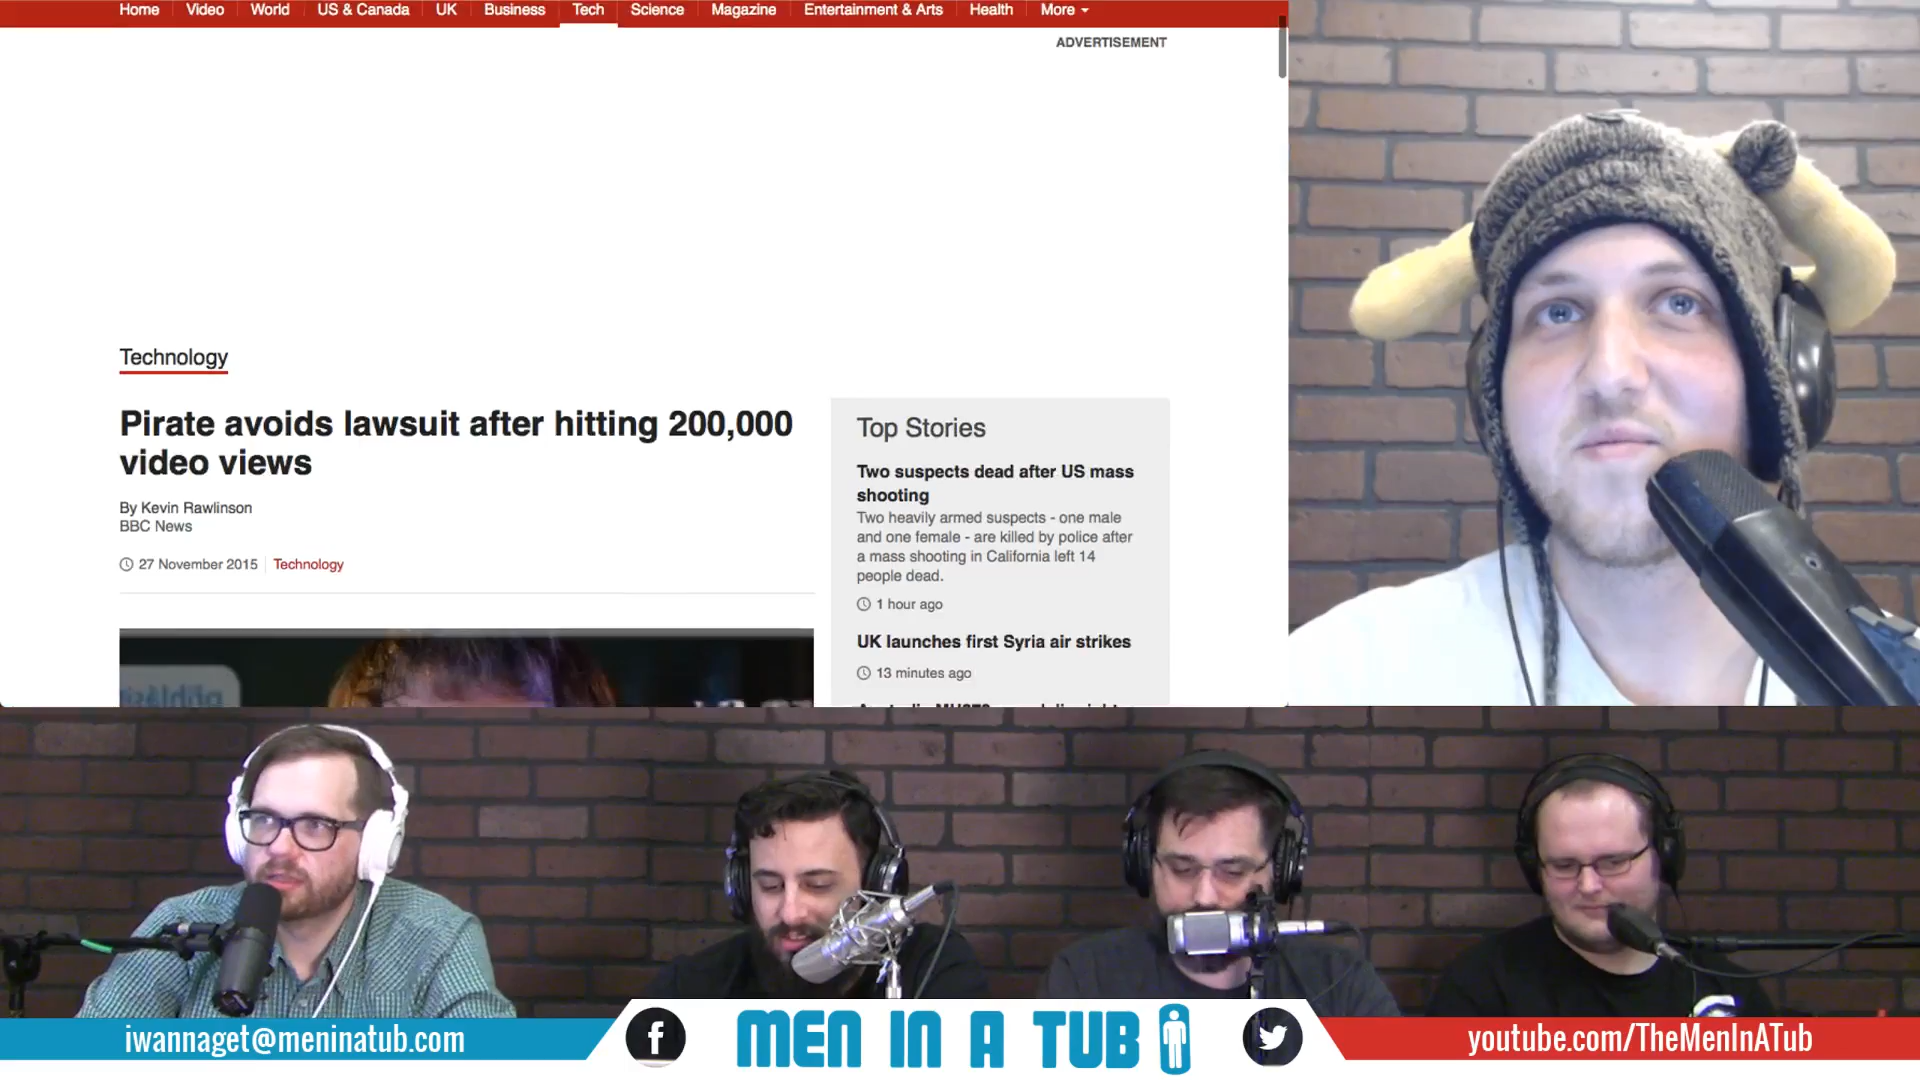 Home Video World US & Canada UK Business Tech Science Magazine Entertainment & Arts Health More
ADVERTISEMENT
Technology
Pirate avoids lawsuit after hitting 200,000
video views
By Kevin Rawlinson
BBC News
27 November 2015 Technology
Top Stories
Two suspects dead after US mass
shooting
Two heavily armed suspects - one male
and one female - are killed by police after
a mass shooting in California left 14
people dead.
1 hour ago
UK launches first Syria air strikes
13 minutes ago
iwannaget@meninatub.com
MEN IN A TUB
youtube.com/TheMenInATub